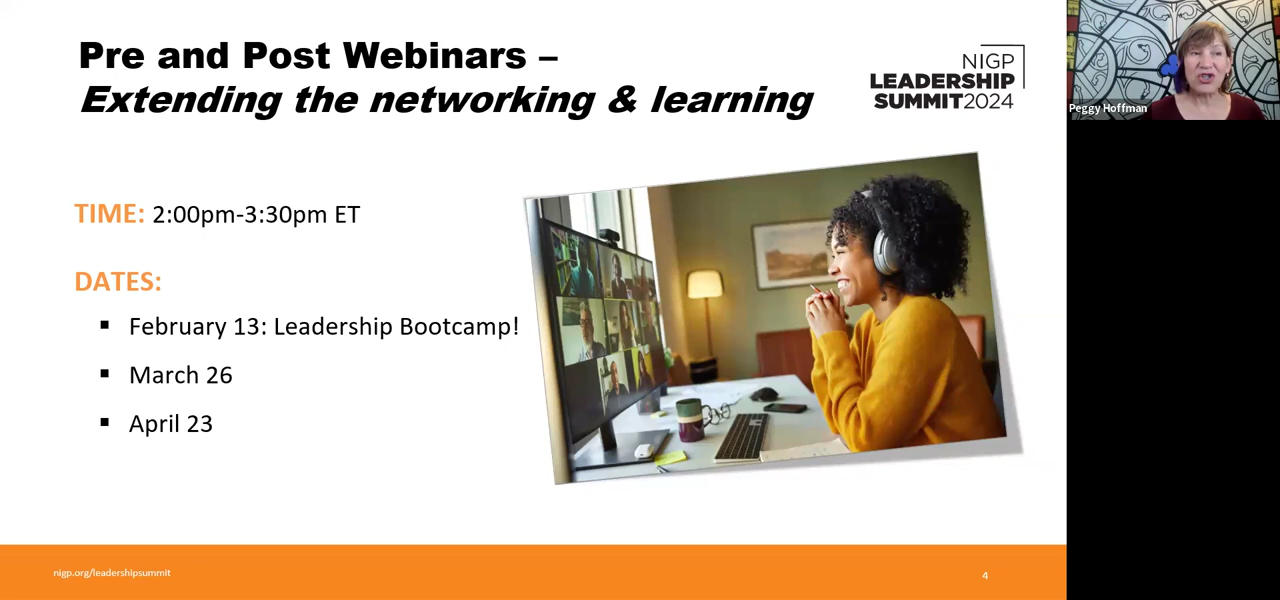 Pre and Post Webinars –
Extending the networking & learning
NIGP
LEADERSHIP
SUMMIT2024
TIME: 2:00pm-3:30pm ET
DATES:
▪ February 13: Leadership Bootcamp!
▪ March 26
▪ April 23
nigp.org/leadershipsummit
4
Peggy Hoffman